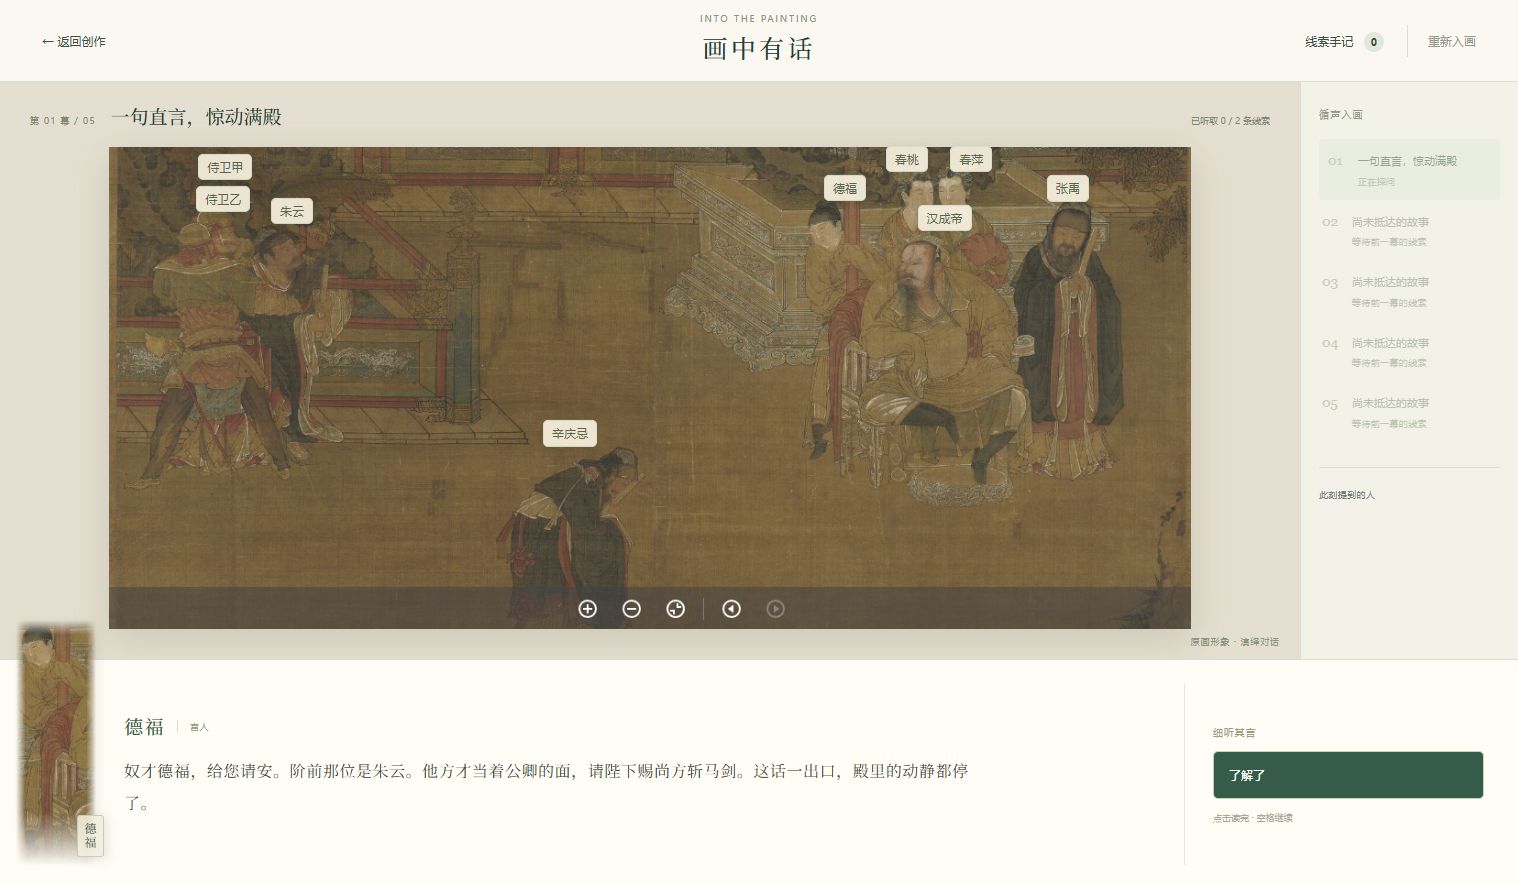 ← 返回创作
INTO THE PAINTING
画中有话
线索手记 0
重新入画
第 01 幕 / 05
一句直言，惊动满殿
已听取 0 / 2 条线索
侍卫甲
侍卫乙
朱云
春桃
春萍
德福
张禹
汉成帝
辛庆忌
原画形象 · 演绎对话
循声入画
01 一句直言，惊动满殿
正在探问
02 尚未抵达的故事
等待前一幕的线索
03 尚未抵达的故事
等待前一幕的线索
04 尚未抵达的故事
等待前一幕的线索
05 尚未抵达的故事
等待前一幕的线索
此刻提到的人
德福
德福 宫人
奴才德福，给您请安。阶前那位是朱云。他方才当着公卿的面，请陛下赐尚方斩马剑。这话一出口，殿里的动静都停
了。
细听其言
了解了
点击读完 · 空格继续